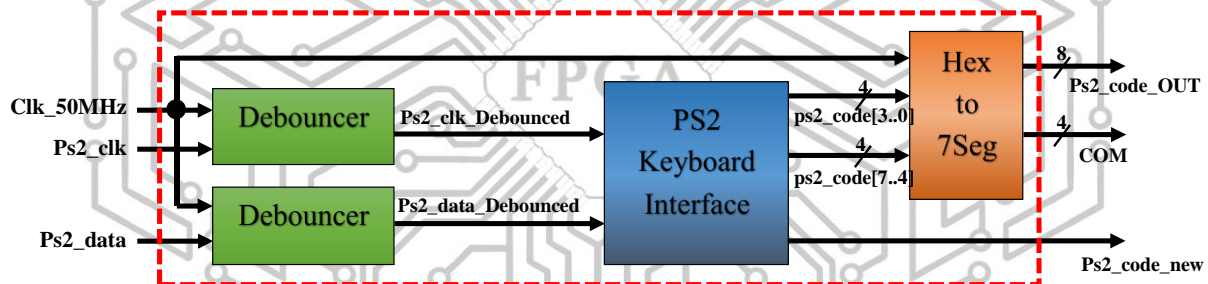 FPGA
Clk_50MHz
Ps2_clk
Ps2_data
Debouncer
Debouncer
Ps2_clk_Debounced
Ps2_data_Debounced
PS2
Keyboard
Interface
4
ps2_code[3..0]
4
ps2_code[7..4]
Hex
to
7Seg
8
Ps2_code_OUT
4
COM
Ps2_code_new